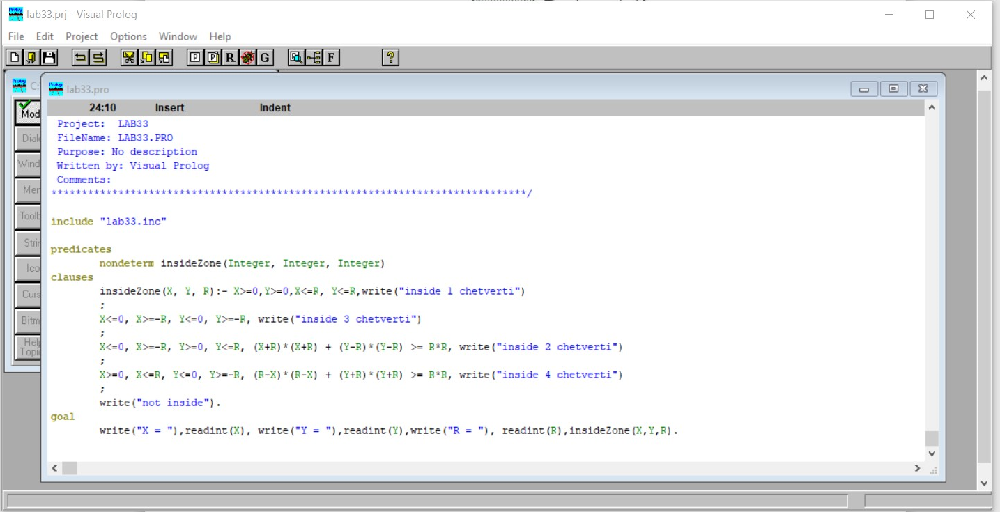 lab33.prj - Visual Prolog
File Edit Project Options Window Help
P R G F ?
C:
lab33.pro
24:10 Insert Indent
Mod
Project: LAB33
FileName: LAB33.PRO
Dial
Purpose: No description
Wind
Written by: Visual Prolog
Comments:
Men
****************************************************************************** /
Toolb
include "lab33.inc"
Strin
predicates
nondeterm insideZone(Integer, Integer, Integer)
Ico
clauses
insideZone(X, Y, R):- X>=0,Y>=0,X<=R, Y<=R,write("inside 1 chetverti")
Curs
;
Bitm
X<=0, X>=-R, Y<=0, Y>=-R, write("inside 3 chetverti")
;
Help
Topic
X<=0, X>=-R, Y>=0, Y<=R, (X+R)*(X+R) + (Y-R)*(Y-R) >= R*R, write("inside 2 chetverti")
;
X>=0, X<=R, Y<=0, Y>=-R, (R-X)*(R-X) + (Y+R)*(Y+R) >= R*R, write("inside 4 chetverti")
;
write("not inside").
goal
write("X = "),readint(X), write("Y = "),readint(Y),write("R = "), readint(R),insideZone(X,Y,R).